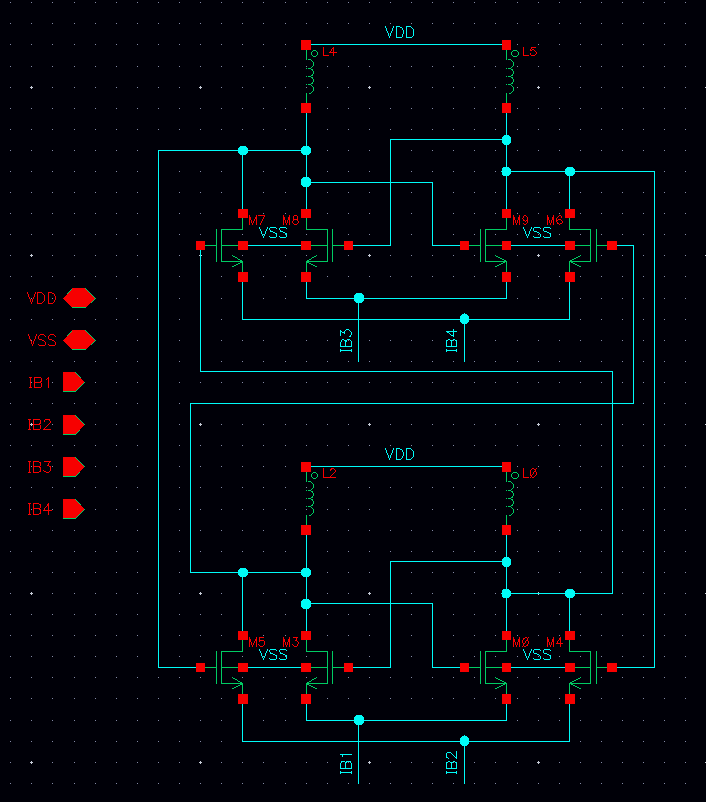 VDD
L4 L5
M7 M8 M9 M6
VSS VSS
VDD
VSS
IB3 IB4
IB1
IB2
VDD
IB3
L2 L0
IB4
M5 M3 M0 M4
VSS VSS
IB1 IB2